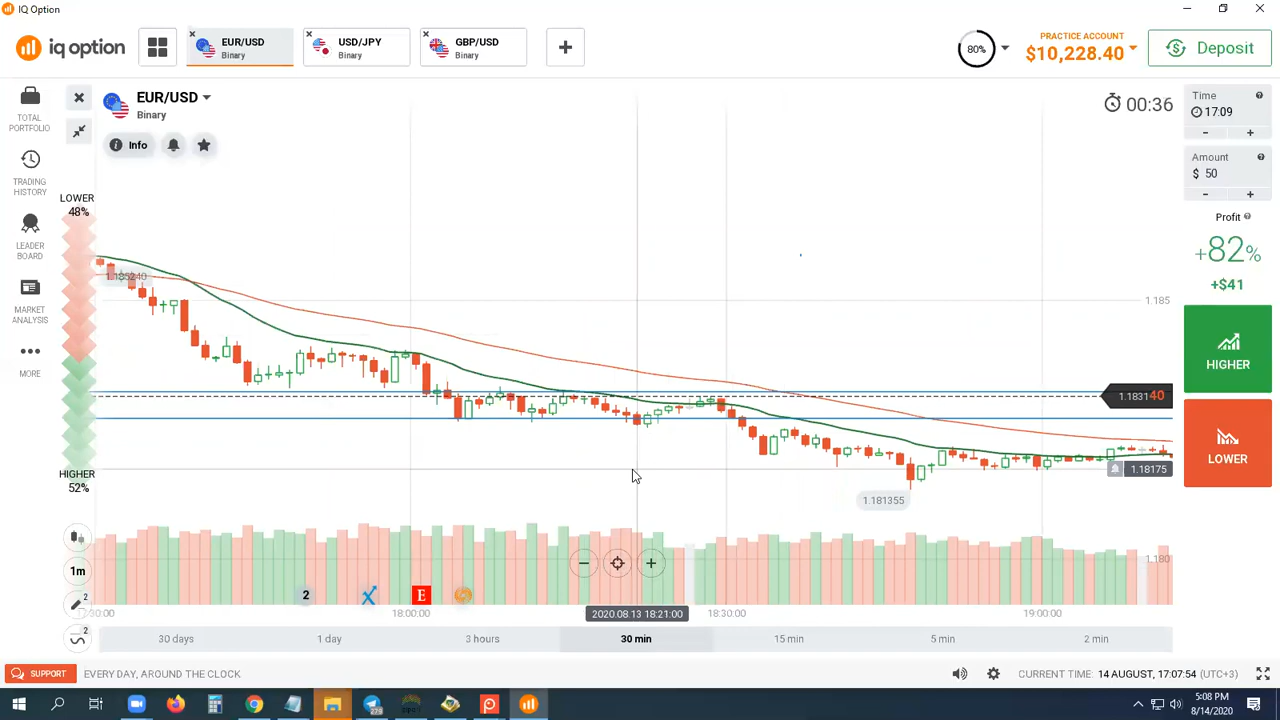 IQ Option
iq option
EUR/USD
Binary
USD/JPY
Binary
GBP/USD
Binary
80%
PRACTICE ACCOUNT
$10,228.40
Deposit
TOTAL
PORTFOLIO
TRADING
HISTORY
LEADER
BOARD
MARKET
ANALYSIS
MORE
EUR/USD
Binary
Info
00:36
LOWER
48%
HIGHER
52%
1.185240
1.185
1.183140
1.18175
1.181355
1.180
Time
17:09
- +
Amount
$ 50
- +
Profit
+82%
+$41
HIGHER
LOWER
1m
2
2
2
E
18:00:00
2020.08.13 18:21:00
18:30:00
19:00:00
30 days
1 day
3 hours
30 min
15 min
5 min
2 min
SUPPORT
EVERY DAY, AROUND THE CLOCK
CURRENT TIME: 14 AUGUST, 17:07:54 (UTC+3)
5:08 PM
8/14/2020